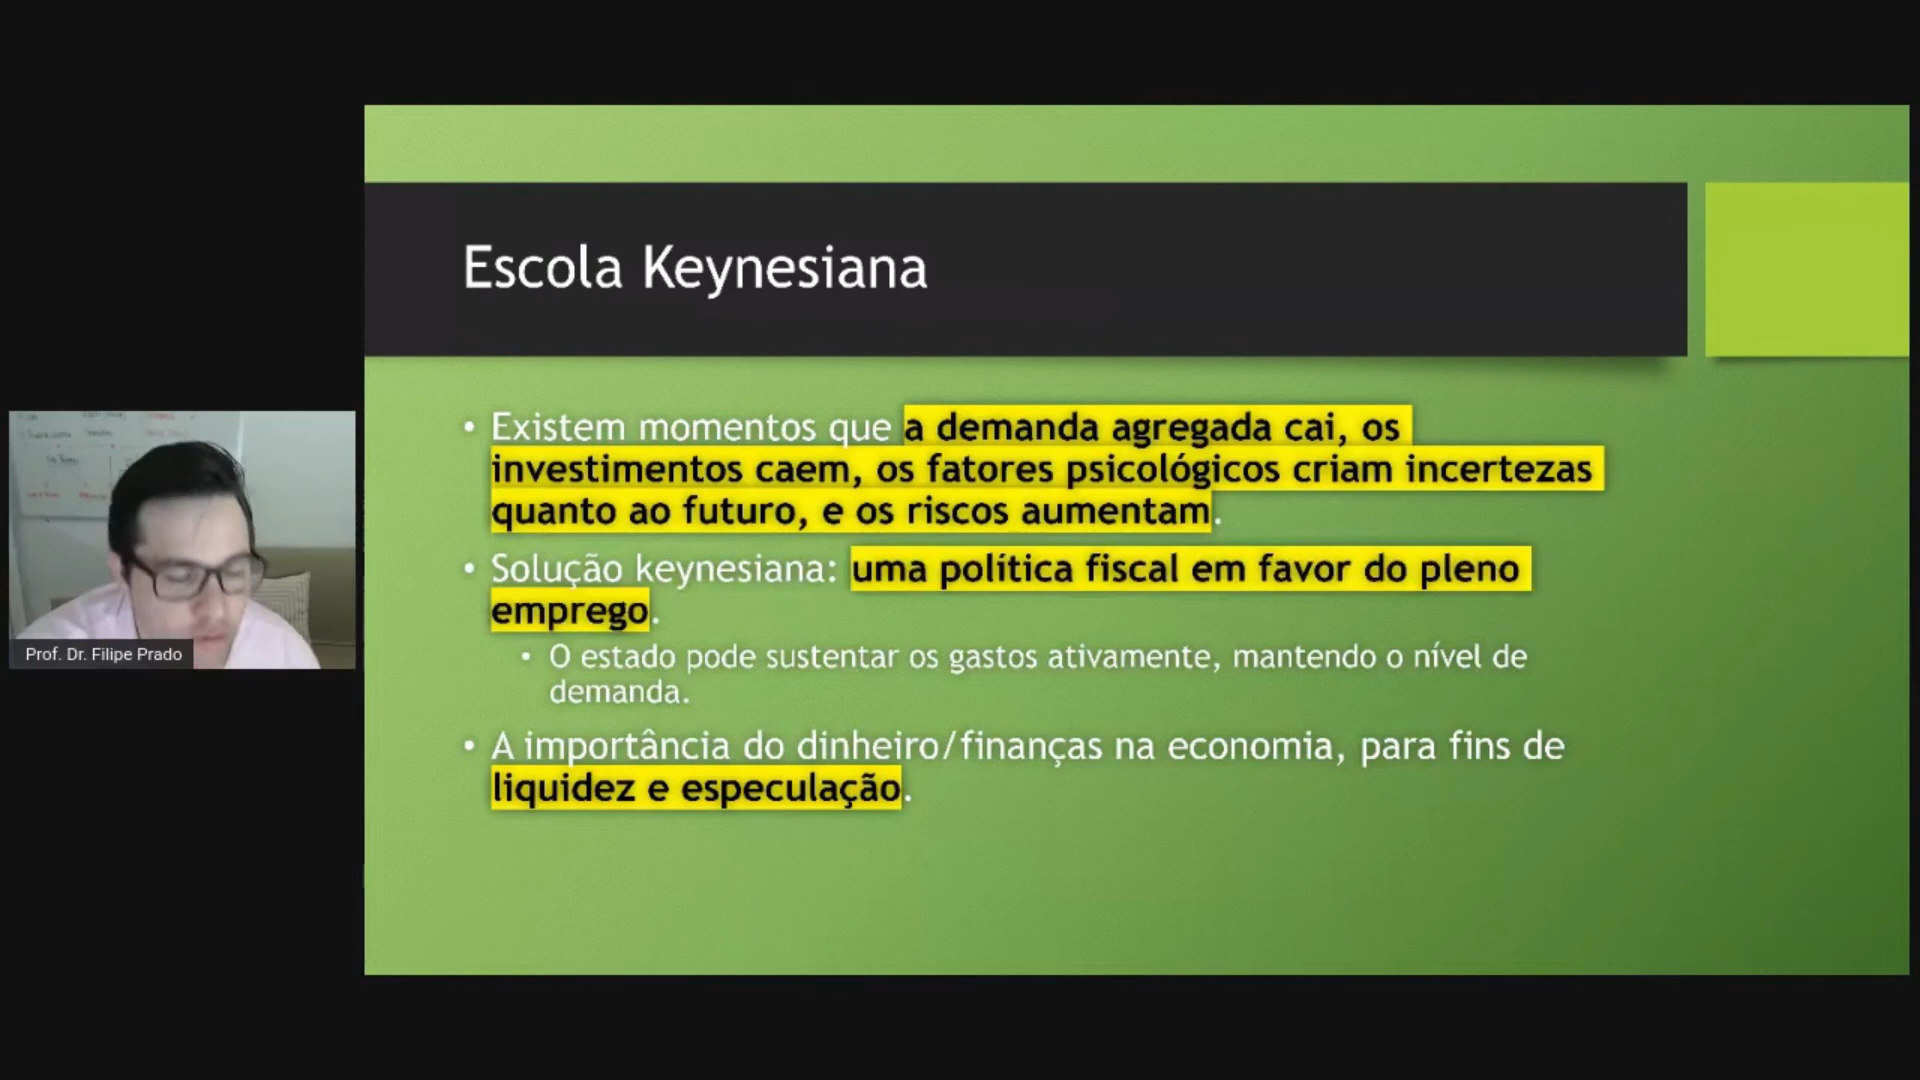 Escola Keynesiana
• Existem momentos que a demanda agregada cai, os
investimentos caem, os fatores psicológicos criam incertezas
quanto ao futuro, e os riscos aumentam.
• Solução keynesiana: uma política fiscal em favor do pleno
emprego.
• O estado pode sustentar os gastos ativamente, mantendo o nível de
demanda.
• A importância do dinheiro/finanças na economia, para fins de
liquidez e especulação.
Prof. Dr. Filipe Prado